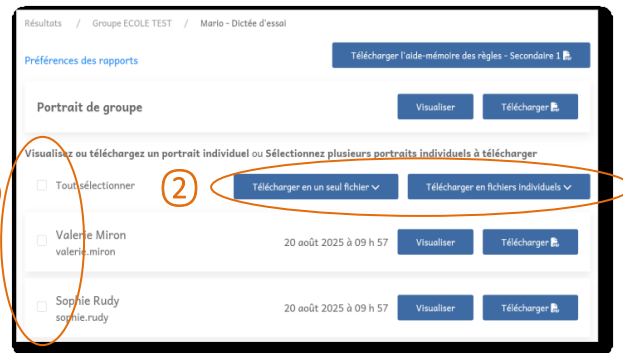 Résultats / Groupe ECOLE TEST / Mario - Dictée d'essai
Préférences des rapports
Télécharger l'aide-mémoire des règles - Secondaire 1
Portrait de groupe
Visualiser
Télécharger
Visualisez ou téléchargez un portrait individuel ou Sélectionnez plusieurs portraits individuels à télécharger
Tout sélectionner
2
Télécharger en un seul fichier
Télécharger en fichiers individuels
Valerie Miron
valerie.miron
20 août 2025 à 09 h 57
Visualiser
Télécharger
Sophie Rudy
sophie.rudy
20 août 2025 à 09 h 57
Visualiser
Télécharger